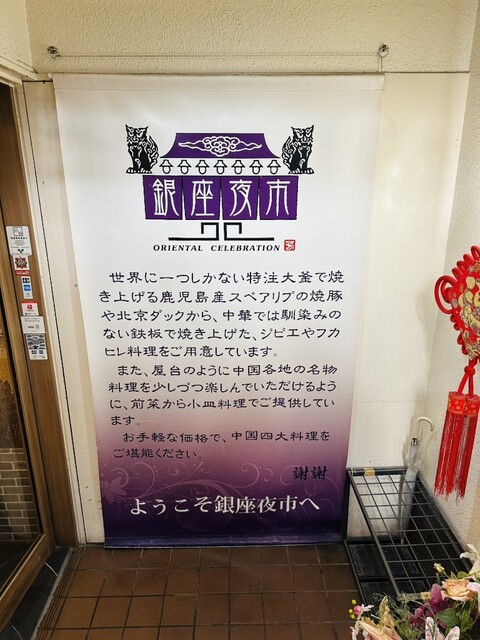 銀座夜市
ORIENTAL CELEBRATION
世界に一つしかない特注大釜で焼
き上げる鹿児島産スペアリブの焼豚
や北京ダックから、中華では馴染みの
ない鉄板で焼き上げた、ジビエやフカ
ヒレ料理をご用意しています。
また、屋台のように中国各地の名物
料理を少しづつ楽しんでいただけるよう
に、前菜から小皿料理でご提供してい
ます。
お手軽な価格で、中国四大料理を
ご堪能ください。
謝謝
ようこそ銀座夜市へ